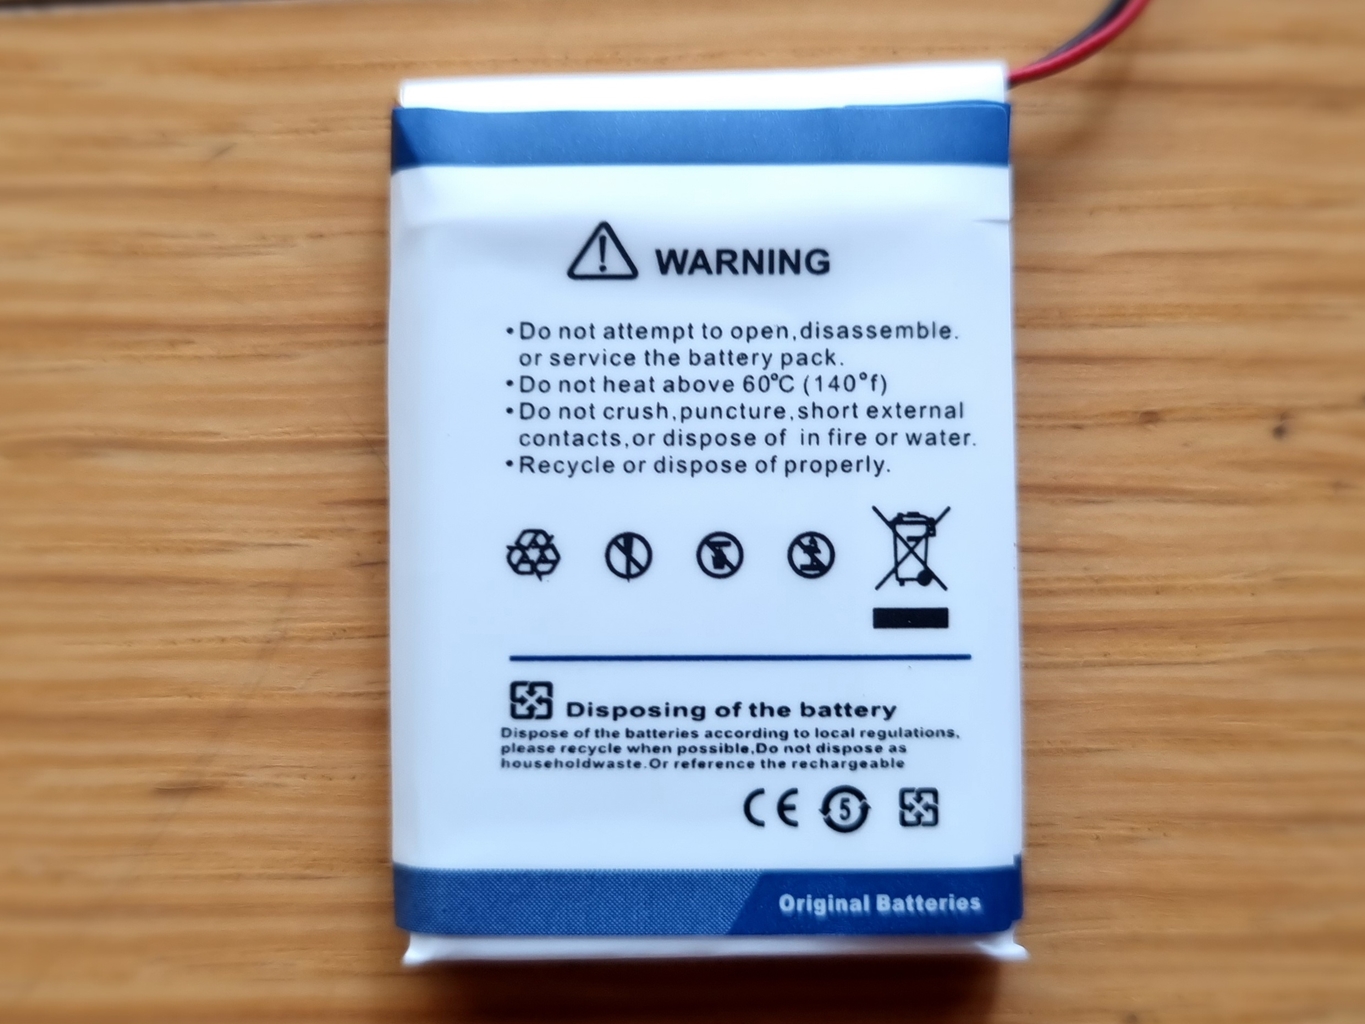 WARNING
•Do not attempt to open,disassemble.
or service the battery pack.
•Do not heat above 60°C (140°f)
•Do not crush,puncture,short external
contacts,or dispose of in fire or water.
•Recycle or dispose of properly.
Disposing of the battery
Dispose of the batteries according to local regulations,
please recycle when possible,Do not dispose as
householdwaste.Or reference the rechargeable
CE 5
Original Batteries